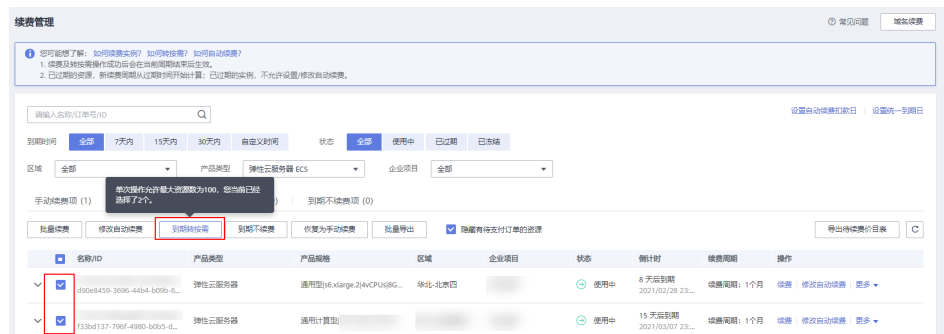 续费管理
常见问题
域名续费
您可能想了解： 如何续费实例？ 如何转按需？ 如何自动续费？
1. 续费及转按需操作成功后会在当前周期结束后生效。
2. 已过期的资源，新续费周期从过期时间开始计算；已过期的实例，不允许设置/修改自动续费。
请输入名称/订单号/ID
设置自动续费扣款日 设置统一到期日
到期时间 全部 7天内 15天内 30天内 自定义时间 状态 全部 使用中 已过期 已冻结
区域 全部 产品类型 弹性云服务器 ECS 企业项目 全部
单次操作允许最大资源数为100，您当前已经
选择了2个。
手动续费项 (1) 到期不续费项 (0)
批量续费 修改自动续费 到期转按需 到期不续费 恢复为手动续费 批量导出 隐藏有待支付订单的资源 导出待续费价目表
名称/ID 产品类型 产品规格 区域 企业项目 状态 倒计时 续费周期 操作
d90e8459-3696-44b4-b09b-6... 弹性云服务器 通用型|s6.xlarge.2|4vCPUs|8G... 华北-北京四 使用中 8 天后到期 续费周期：1个月 续费 修改自动续费 更多
2021/02/28 23:...
f33bd137-796f-4980-b0b5-d... 弹性云服务器 通用计算型| 使用中 15 天后到期 续费周期：1个月 续费 修改自动续费 更多
2021/03/07 23:...